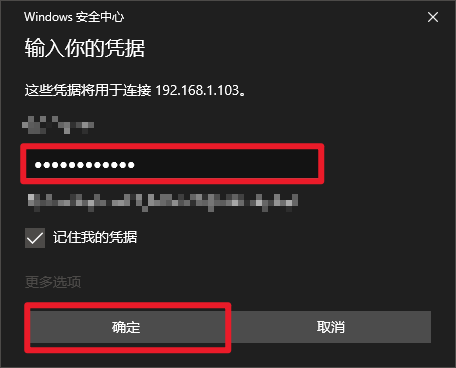 Windows 安全中心
输入你的凭据
这些凭据将用于连接 192.168.1.103。
●●●●●●●●●●●●
记住我的凭据
更多选项
确定
取消